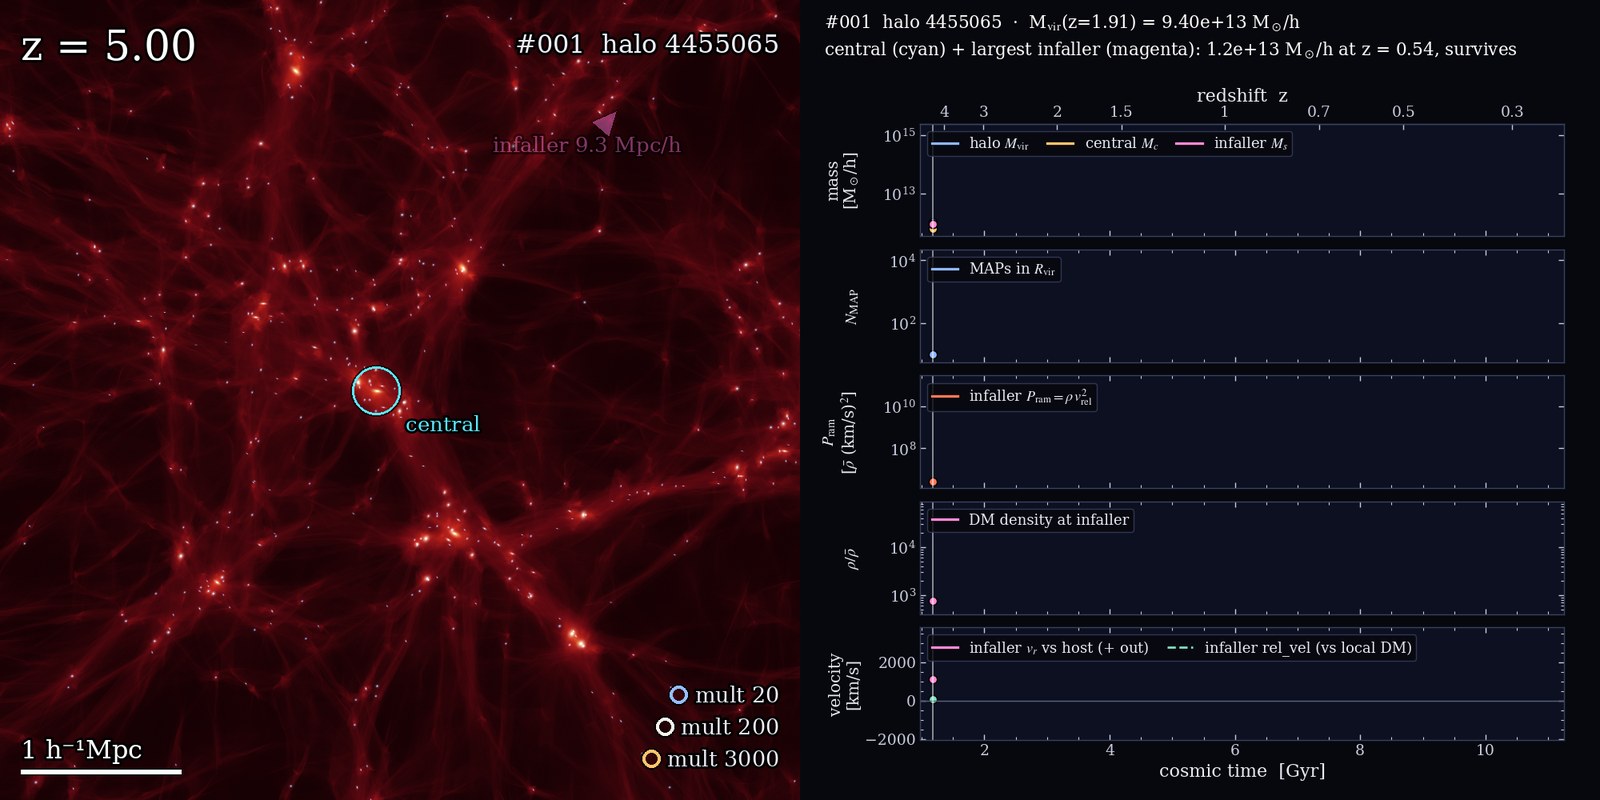 z = 5.00
#001 halo 4455065
infaller 9.3 Mpc/h
central
mult 20
mult 200
mult 3000
1 h⁻¹Mpc
#001 halo 4455065 · Mvir(z=1.91) = 9.40e+13 M☉/h
central (cyan) + largest infaller (magenta): 1.2e+13 M☉/h at z = 0.54, survives
redshift z
4 3 2 1.5 1 0.7 0.5 0.3
mass
[M☉/h]
10¹⁵
10¹³
halo Mvir central Mc infaller Ms
NMAP
10⁴
10²
MAPs in Rvir
Pram
[ρ̄ (km/s)²]
10¹⁰
10⁸
infaller Pram = ρ v²rel
ρ/ρ̄
10⁴
10³
DM density at infaller
velocity
[km/s]
2000
0
−2000
infaller vr vs host (+ out) infaller rel_vel (vs local DM)
2 4 6 8 10
cosmic time [Gyr]